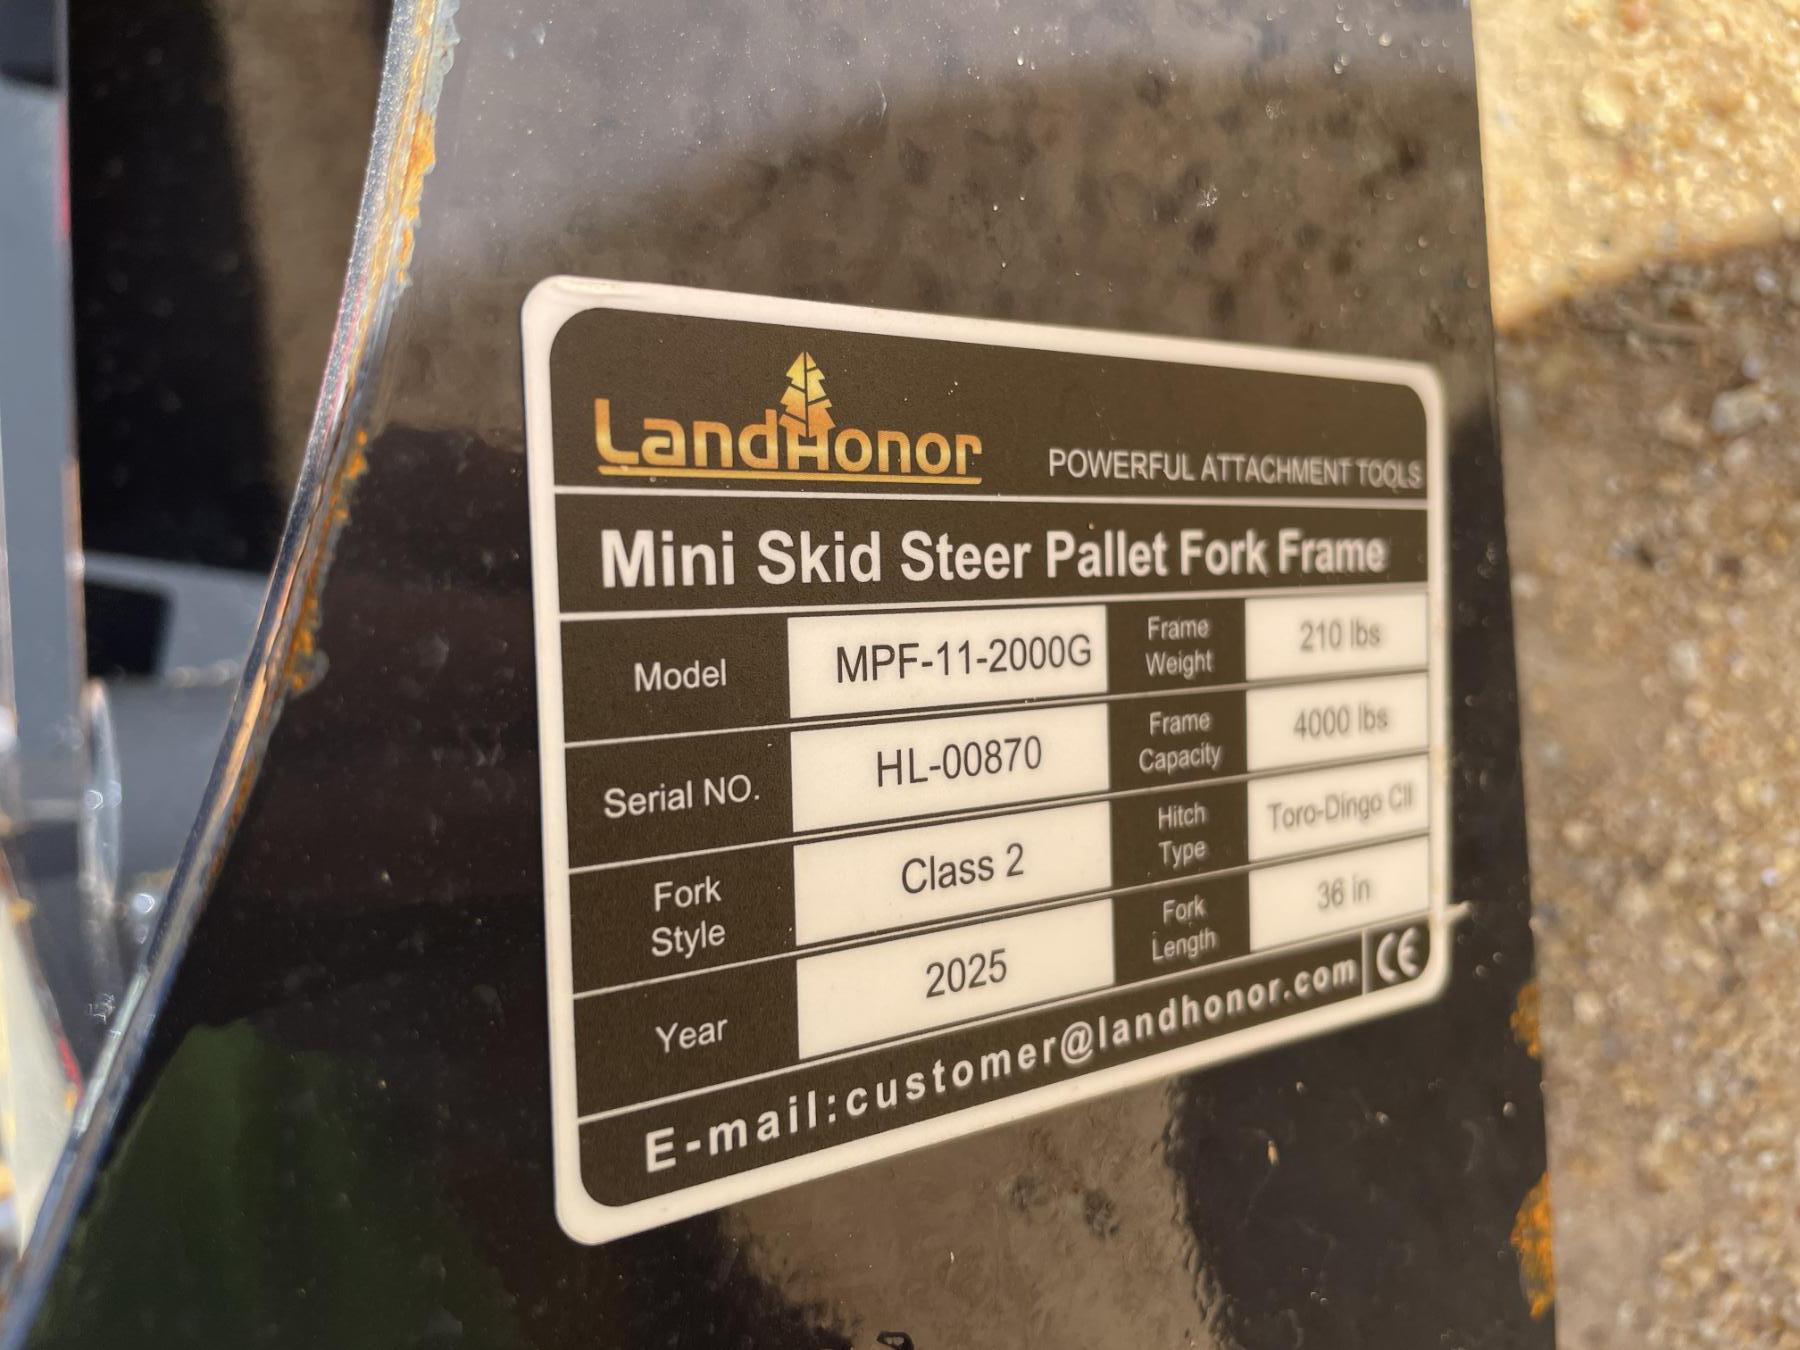 LandHonor
POWERFUL ATTACHMENT TOOLS
Mini Skid Steer Pallet Fork Frame
Model
MPF-11-2000G
Frame
Weight
210 lbs
Serial NO.
HL-00870
Frame
Capacity
4000 lbs
Fork
Style
Class 2
Hitch
Type
Toro-Dingo CII
Year
2025
Fork
Length
36 in
E-mail:customer@landhonor.com
CE